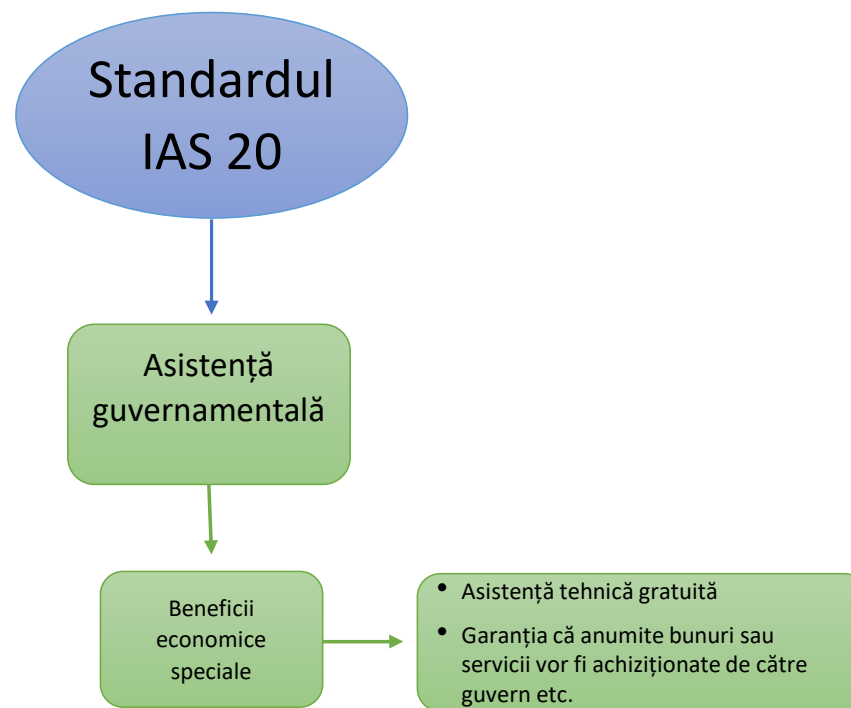 Standardul
IAS 20
Asistență
guvernamentală
Beneficii
economice
speciale
• Asistență tehnică gratuită
• Garanția că anumite bunuri sau
servicii vor fi achiziționate de către
guvern etc.